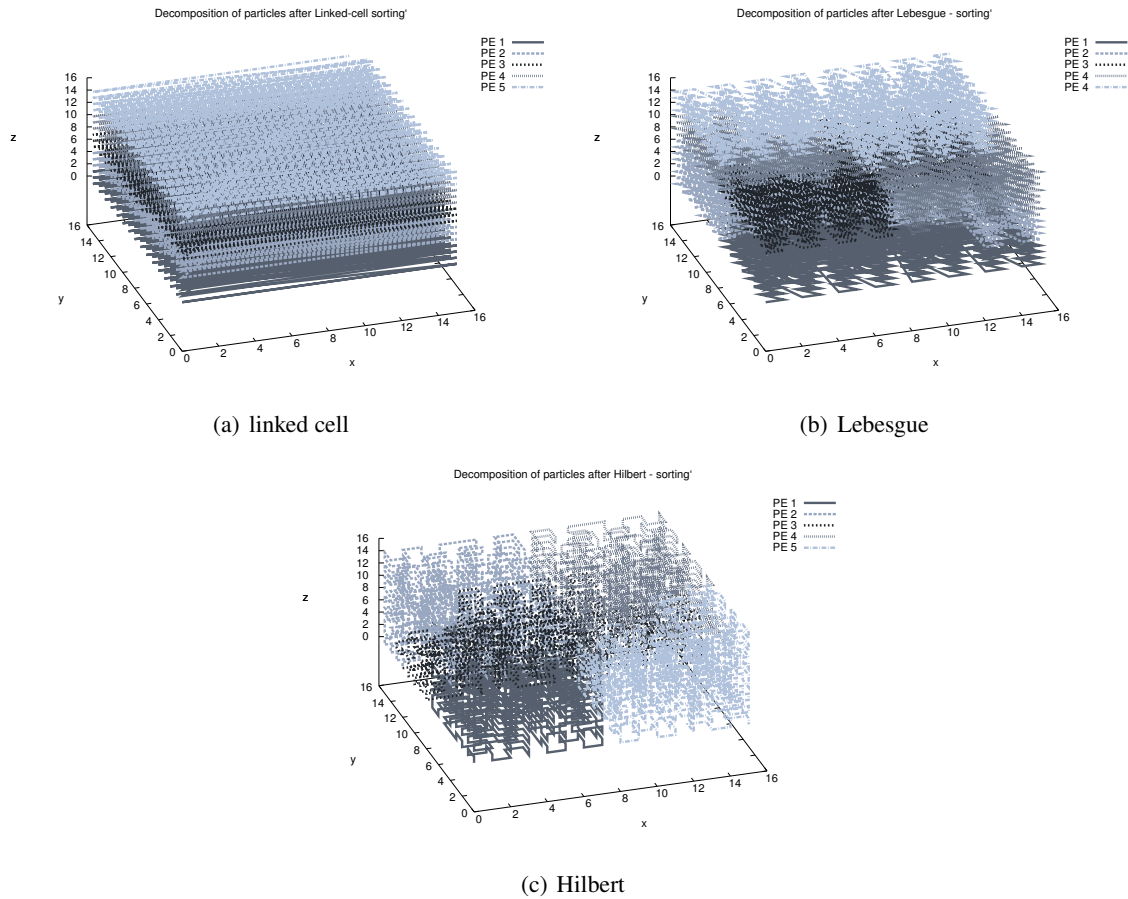 Decomposition of particles after Linked-cell sorting'
PE 1
PE 2
PE 3
PE 4
PE 5
16
14
12
10
8
6
4
2
0
z
16
14
12
10
8
6
4
2
0
y
0
2
4
6
8
10
12
14
16
x
(a) linked cell
Decomposition of particles after Lebesgue - sorting'
PE 1
PE 2
PE 3
PE 4
PE 4
16
14
12
10
8
6
4
2
0
z
16
14
12
10
8
6
4
2
0
y
0
2
4
6
8
10
12
14
16
x
(b) Lebesgue
Decomposition of particles after Hilbert - sorting'
PE 1
PE 2
PE 3
PE 4
PE 5
16
14
12
10
8
6
4
2
0
z
16
14
12
10
8
6
4
2
0
y
0
2
4
6
8
10
12
14
16
x
(c) Hilbert